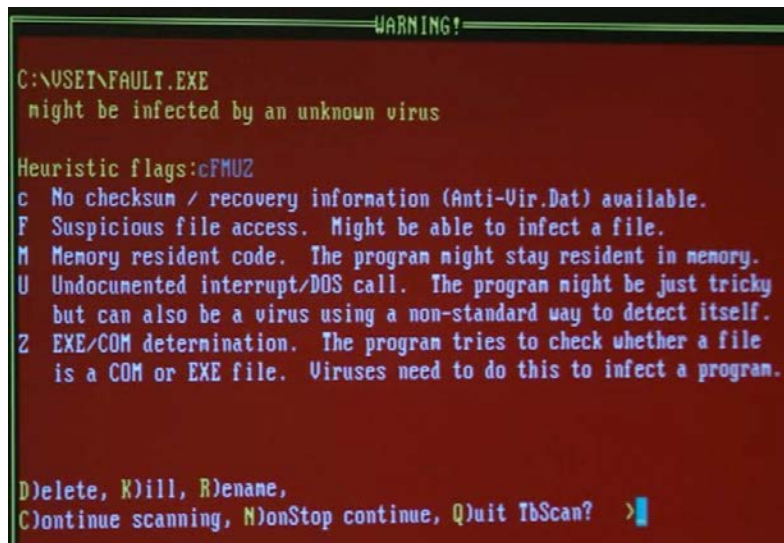 WARNING!
C:\VSET\FAULT.EXE
might be infected by an unknown virus
Heuristic flags:cFMUZ
c No checksum / recovery information (Anti-Vir.Dat) available.
F Suspicious file access. Might be able to infect a file.
M Memory resident code. The program might stay resident in memory.
U Undocumented interrupt/DOS call. The program might be just tricky
but can also be a virus using a non-standard way to detect itself.
Z EXE/COM determination. The program tries to check whether a file
is a COM or EXE file. Viruses need to do this to infect a program.
D)elete, K)ill, R)ename,
C)ontinue scanning, N)onStop continue, Q)uit TbScan? >